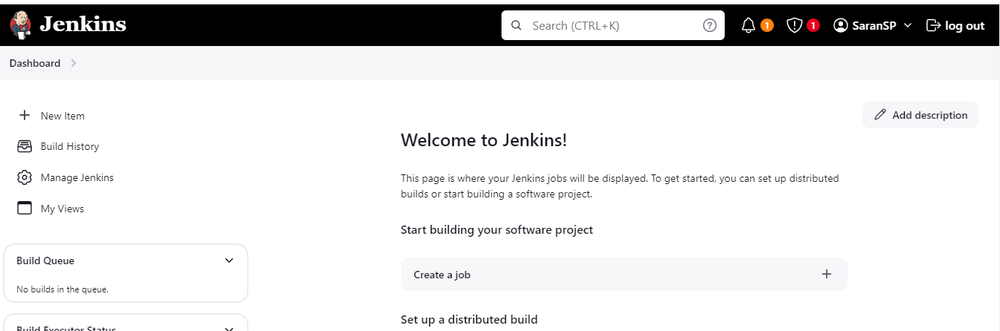 Jenkins
Search (CTRL+K)
1
1
SaranSP
log out
Dashboard
New Item
Build History
Manage Jenkins
My Views
Build Queue
No builds in the queue.
Build Executor Status
Add description
Welcome to Jenkins!
This page is where your Jenkins jobs will be displayed. To get started, you can set up distributed
builds or start building a software project.
Start building your software project
Create a job
Set up a distributed build